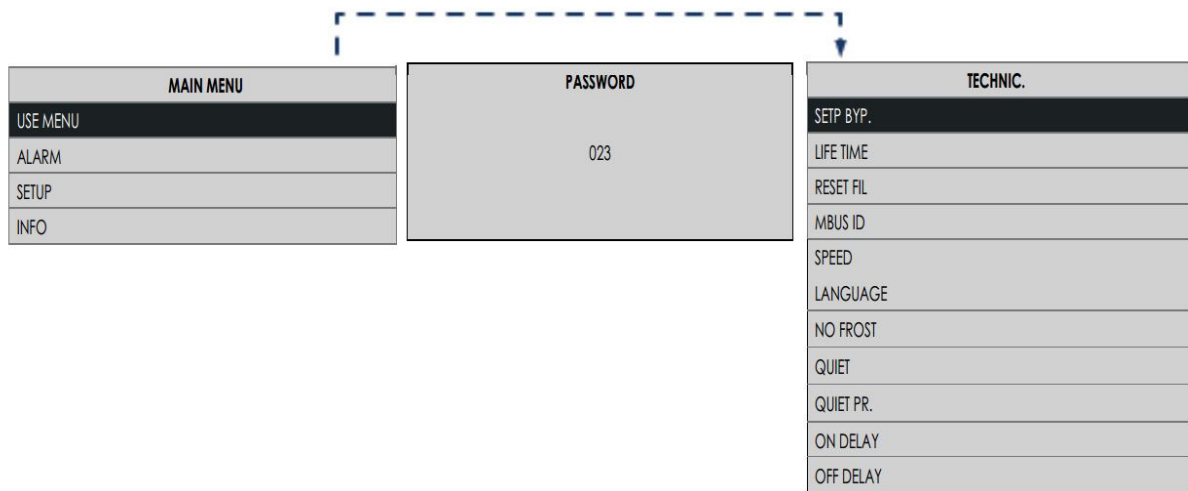 MAIN MENU
USE MENU
ALARM
SETUP
INFO
PASSWORD
023
TECHNIC.
SETP BYP.
LIFE TIME
RESET FIL
MBUS ID
SPEED
LANGUAGE
NO FROST
QUIET
QUIET PR.
ON DELAY
OFF DELAY